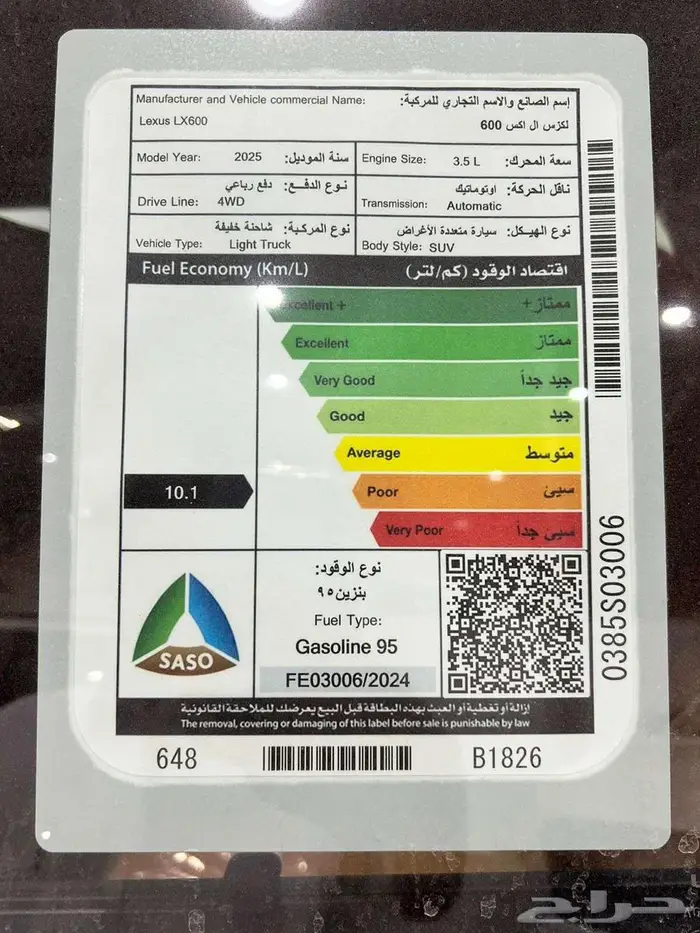 Manufacturer and Vehicle commercial Name: إسم الصانع والاسم التجاري للمركبة:
Lexus LX600 لكزس ال اكس 600
Model Year: 2025 سنة الموديل: Engine Size: 3.5 L سعة المحرك:
نوع الدفع: دفع رباعي
Drive Line: 4WD
ناقل الحركة: اوتوماتيك
Transmission: Automatic
نوع المركبة: شاحنة خفيفة
Vehicle Type: Light Truck
نوع الهيكل: سيارة متعددة الأغراض
Body Style: SUV
Fuel Economy (Km/L) اقتصاد الوقود (كم/لتر)
Excellent + ممتاز +
Excellent ممتاز
Very Good جيد جداً
Good جيد
Average متوسط
10.1 Poor سيئ
Very Poor سيئ جداً
SASO
نوع الوقود:
بنزين ٩٥
Fuel Type:
Gasoline 95
FE03006/2024
إزالة أو تغطية أو العبث بهذه البطاقة قبل البيع يعرضك للملاحقة القانونية
The removal, covering or damaging of this label before sale is punishable by law
648 B1826
0385S03006
حراج